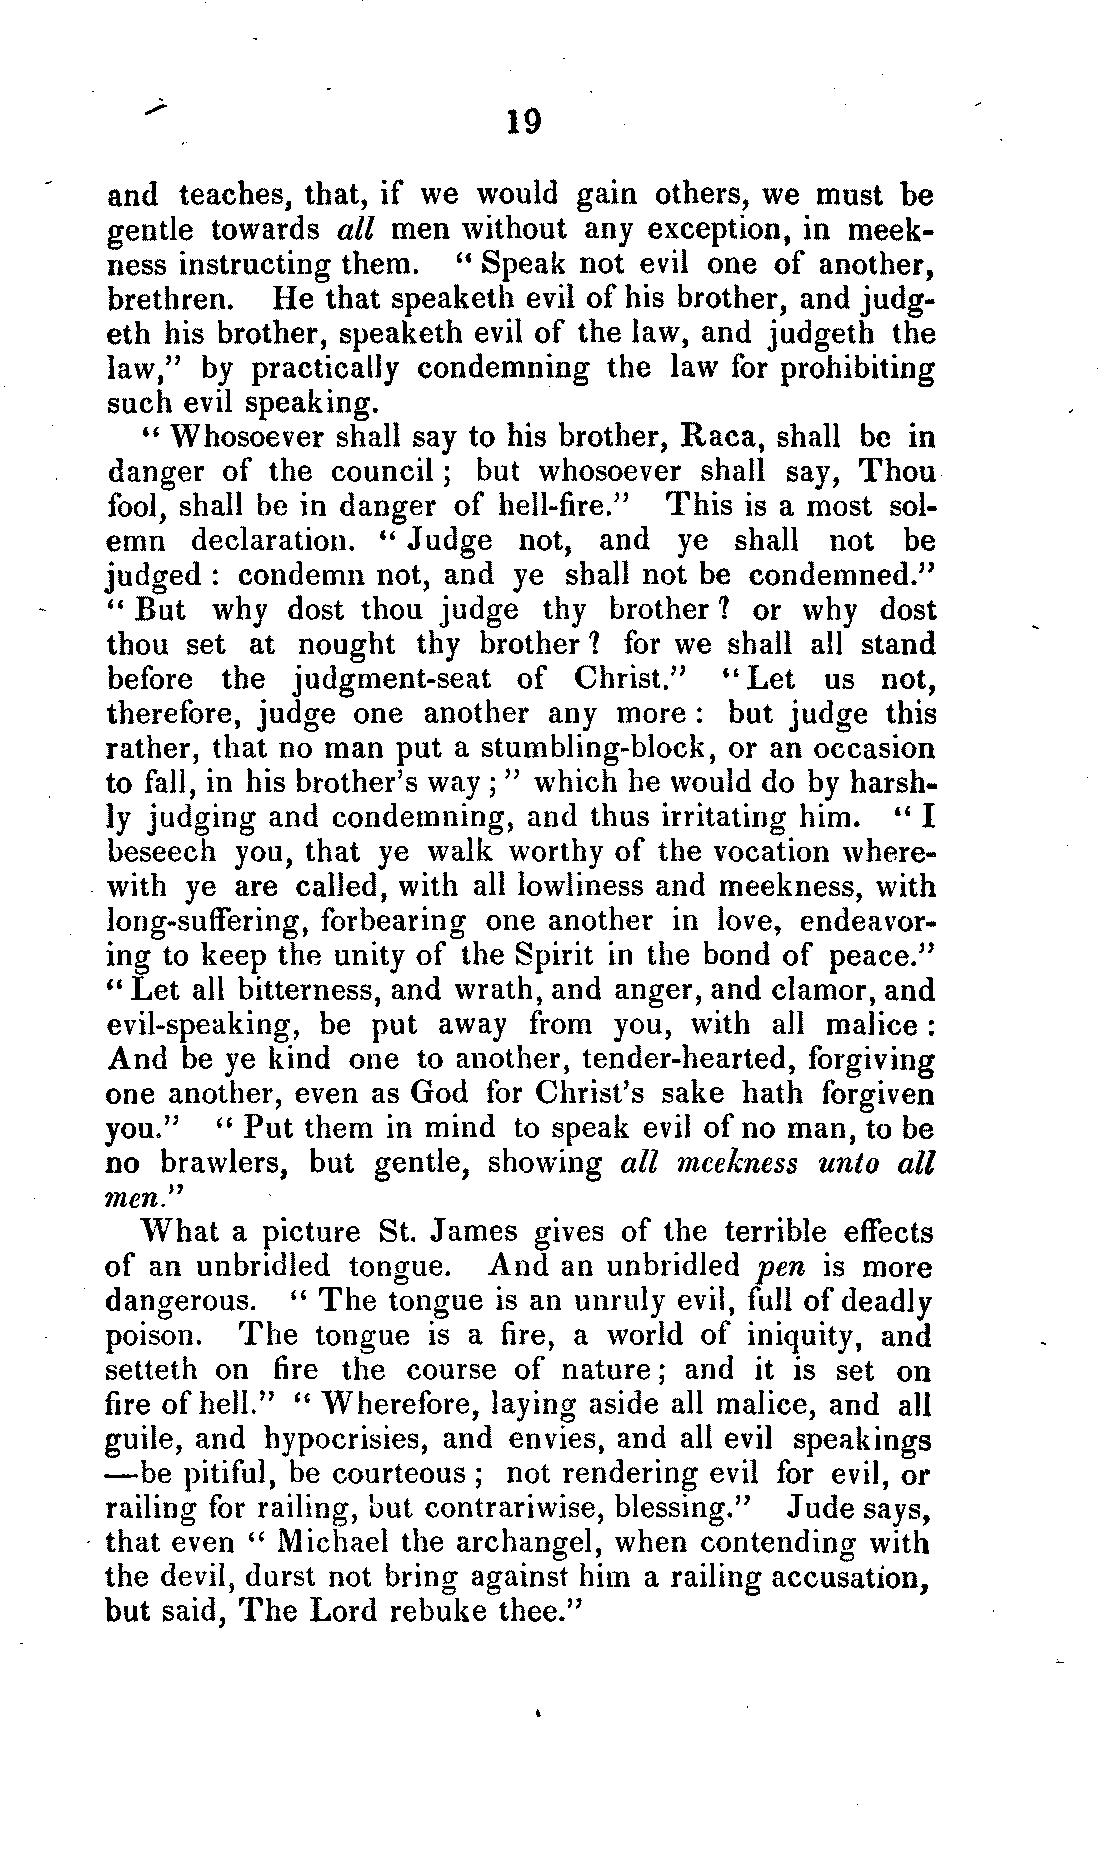 19
and teaches, that, if we would gain others, we must be
gentle towards all men without any exception, in meek-
ness instructing them. " Speak not evil one of another,
brethren. He that speaketh evil of his brother, and judg-
eth his brother, speaketh evil of the law, and judgeth the
law," by practically condemning the law for prohibiting
such evil speaking.
" Whosoever shall say to his brother, Raca, shall be in
danger of the council ; but whosoever shall say, Thou
fool, shall be in danger of hell-fire." This is a most sol-
emn declaration. " Judge not, and ye shall not be
judged : condemn not, and ye shall not be condemned."
" But why dost thou judge thy brother ? or why dost
thou set at nought thy brother ? for we shall all stand
before the judgment-seat of Christ." " Let us not,
therefore, judge one another any more : but judge this
rather, that no man put a stumbling-block, or an occasion
to fall, in his brother's way ; " which he would do by harsh-
ly judging and condemning, and thus irritating him. " I
beseech you, that ye walk worthy of the vocation where-
with ye are called, with all lowliness and meekness, with
long-suffering, forbearing one another in love, endeavor-
ing to keep the unity of the Spirit in the bond of peace."
" Let all bitterness, and wrath, and anger, and clamor, and
evil-speaking, be put away from you, with all malice :
And be ye kind one to another, tender-hearted, forgiving
one another, even as God for Christ's sake hath forgiven
you." " Put them in mind to speak evil of no man, to be
no brawlers, but gentle, showing all meekness unto all
men."
What a picture St. James gives of the terrible effects
of an unbridled tongue. And an unbridled pen is more
dangerous. " The tongue is an unruly evil, full of deadly
poison. The tongue is a fire, a world of iniquity, and
setteth on fire the course of nature ; and it is set on
fire of hell." " Wherefore, laying aside all malice, and all
guile, and hypocrisies, and envies, and all evil speakings
—be pitiful, be courteous ; not rendering evil for evil, or
railing for railing, but contrariwise, blessing." Jude says,
that even " Michael the archangel, when contending with
the devil, durst not bring against him a railing accusation,
but said, The Lord rebuke thee."